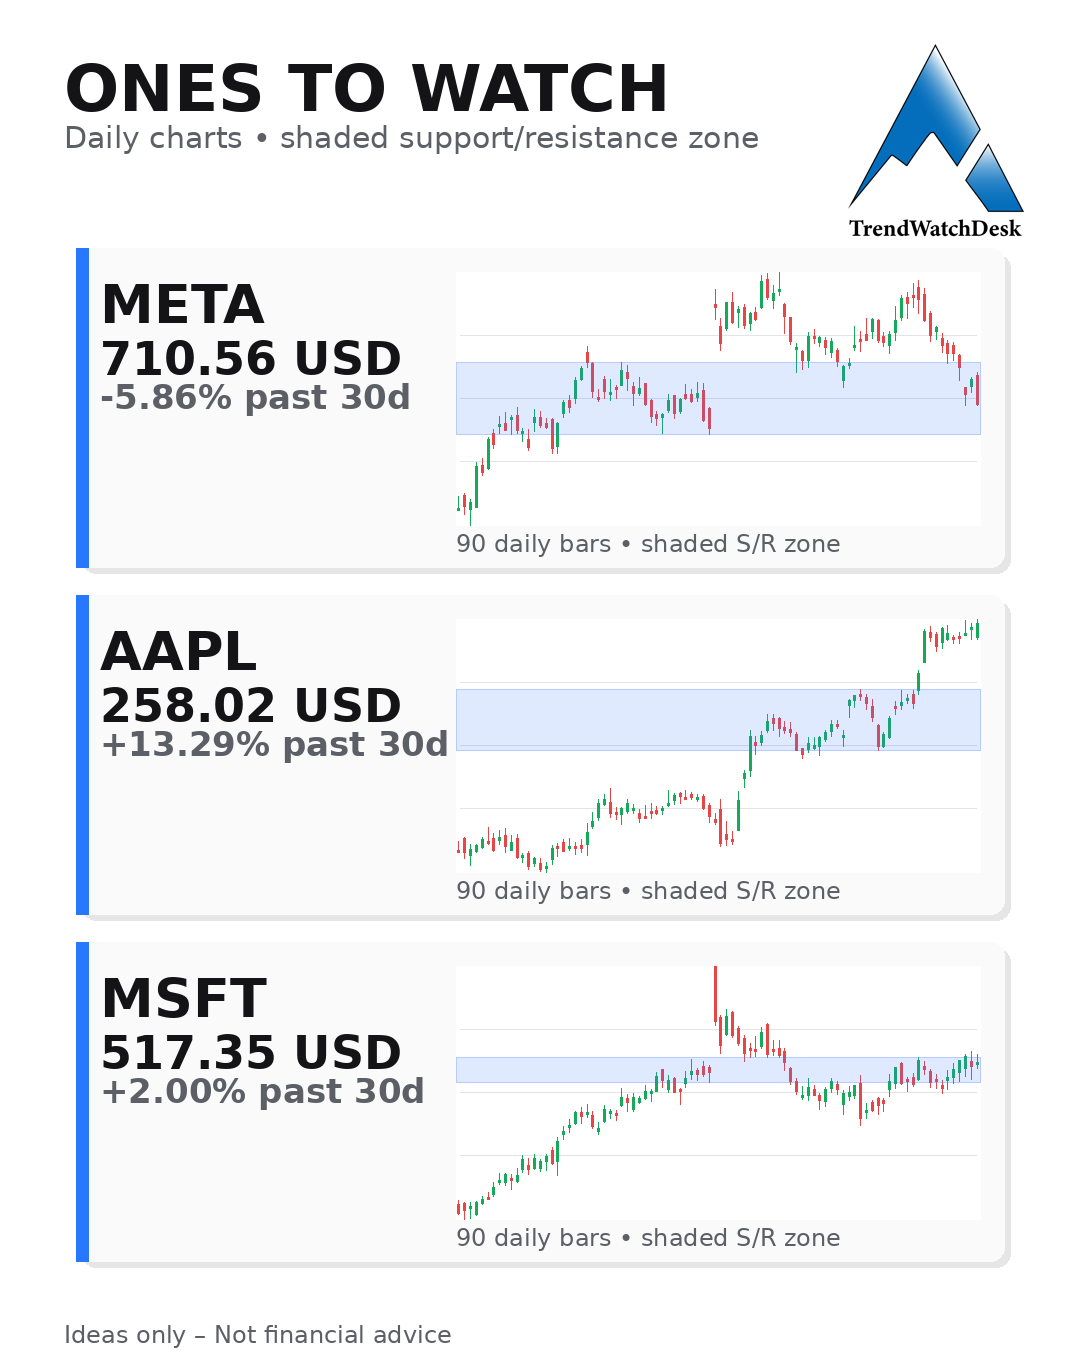 ONES TO WATCH
Daily charts • shaded support/resistance zone
TrendWatchDesk
META
710.56 USD
-5.86% past 30d
90 daily bars • shaded S/R zone
AAPL
258.02 USD
+13.29% past 30d
90 daily bars • shaded S/R zone
MSFT
517.35 USD
+2.00% past 30d
90 daily bars • shaded S/R zone
Ideas only – Not financial advice